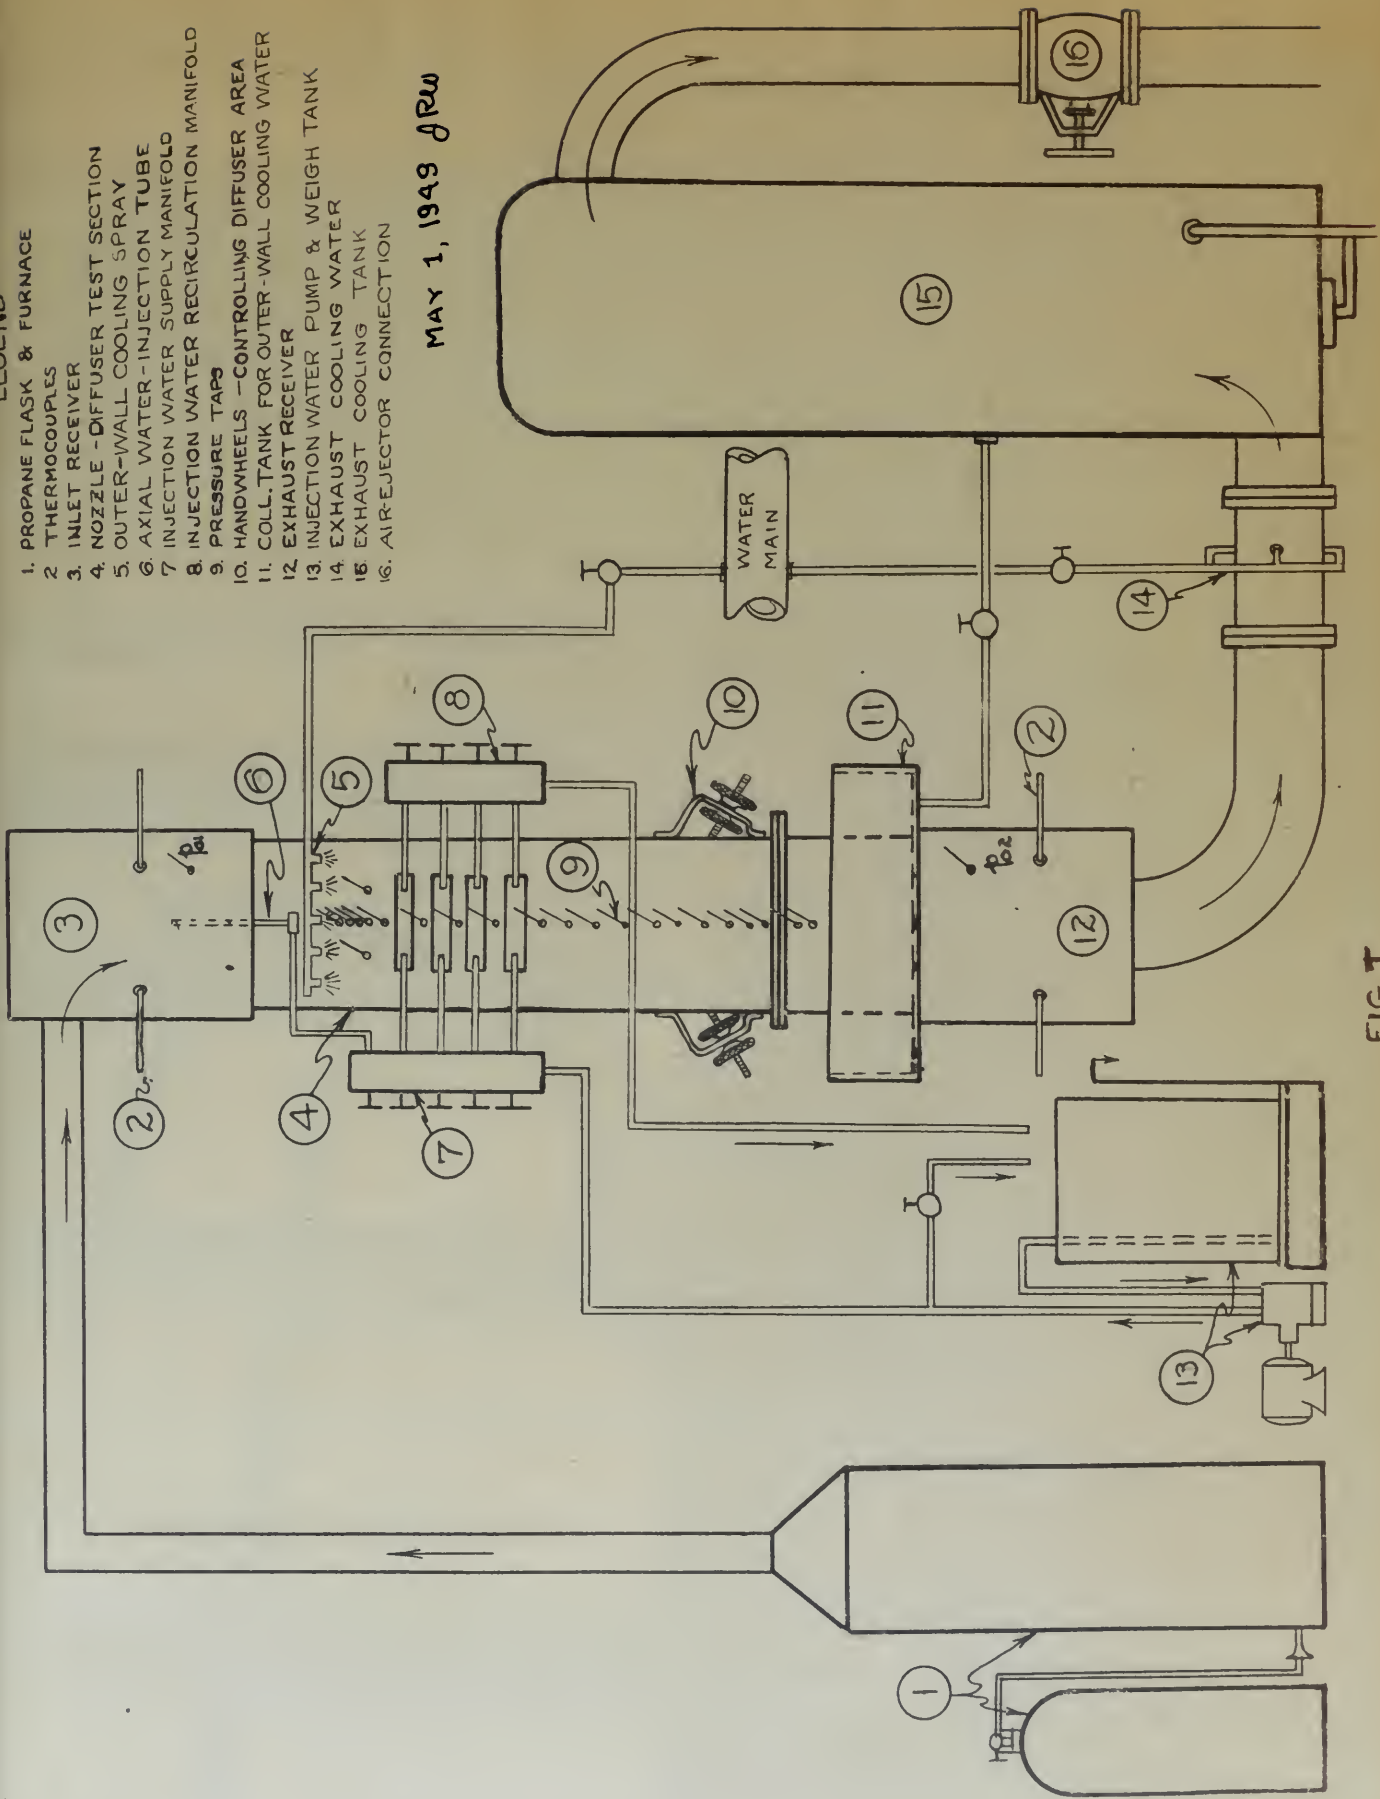 LEGEND
1. PROPANE FLASK & FURNACE
2 THERMOCOUPLES
3. INLET RECEIVER
4. NOZZLE-DIFFUSER TEST SECTION
5. OUTER-WALL COOLING SPRAY
6. AXIAL WATER-INJECTION TUBE
7 INJECTION WATER SUPPLY MANIFOLD
8. INJECTION WATER RECIRCULATION MANIFOLD
9. PRESSURE TAPS
10. HANDWHEELS -CONTROLLING DIFFUSER AREA
11. COLL. TANK FOR OUTER-WALL COOLING WATER
12 EXHAUST RECEIVER
13. INJECTION WATER PUMP & WEIGH TANK
14. EXHAUST COOLING WATER
15 EXHAUST COOLING TANK
16. AIR-EJECTOR CONNECTION
MAY 1, 1949 JRW
3
Po1
2
6
5
4
7
8
9
10
11
WATER
MAIN
2
Po2
12
14
15
16
13
1
FIG I